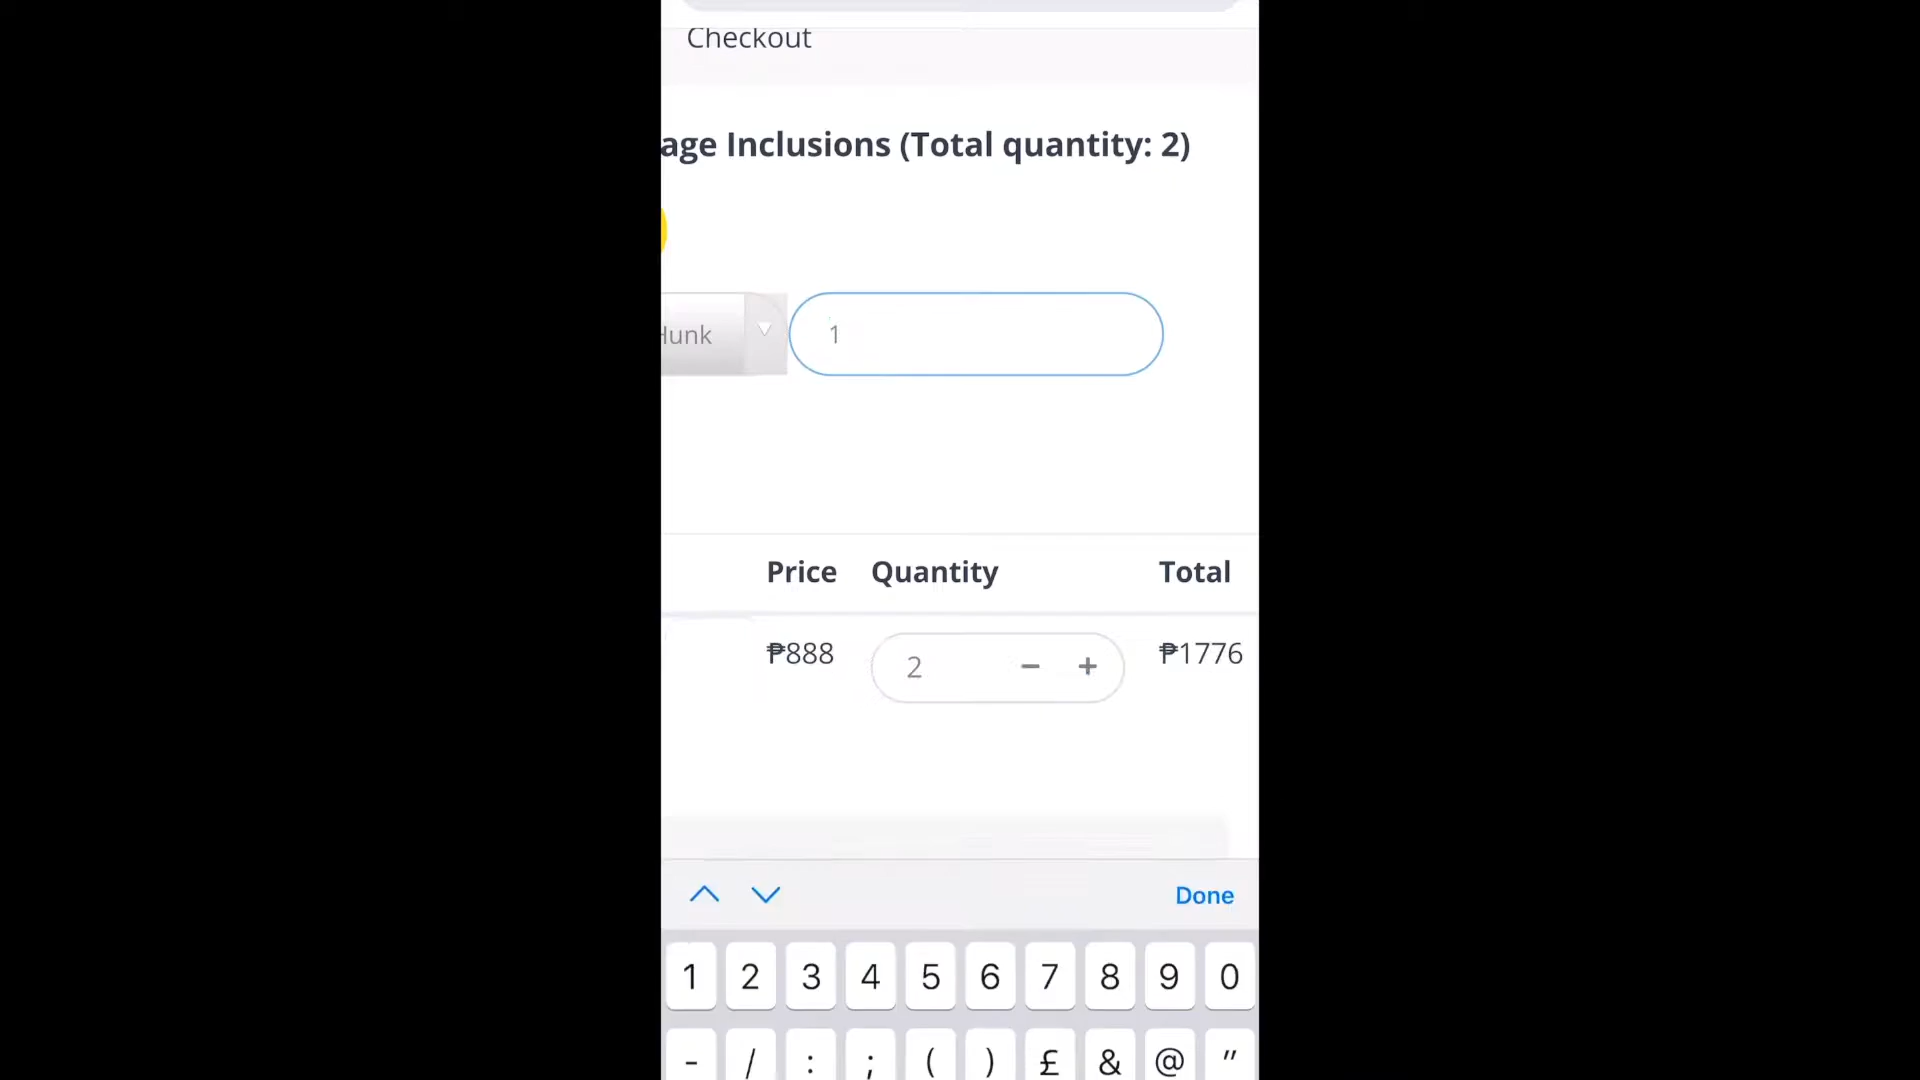 Checkout
age Inclusions (Total quantity: 2)
Hunk 1
Price Quantity Total
₱888 2 − + ₱1776
Done
1 2 3 4 5 6 7 8 9 0
- / : ; ( ) £ & @ "